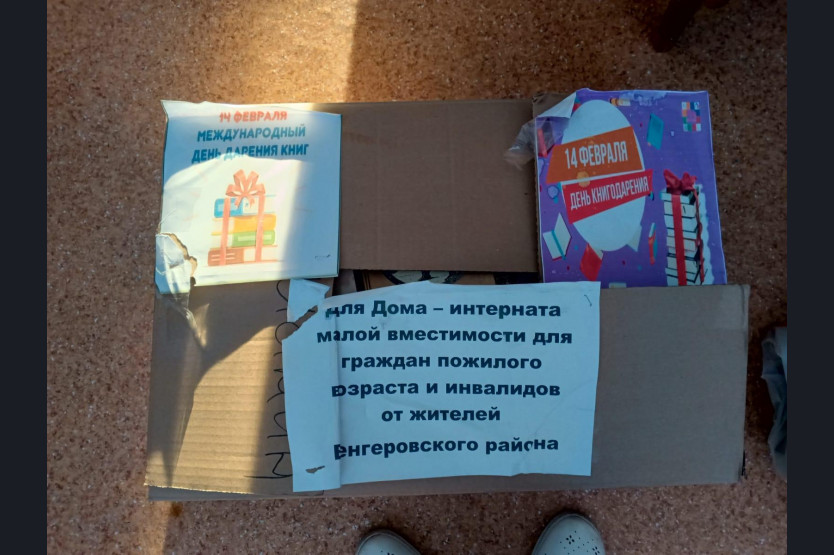 14 ФЕВРАЛЯ
МЕЖДУНАРОДНЫЙ
ДЕНЬ ДАРЕНИЯ КНИГ
14 ФЕВРАЛЯ
ДЕНЬ КНИГОДАРЕНИЯ
Для Дома – интерната
малой вместимости для
граждан пожилого
возраста и инвалидов
от жителей
Венгеровского района